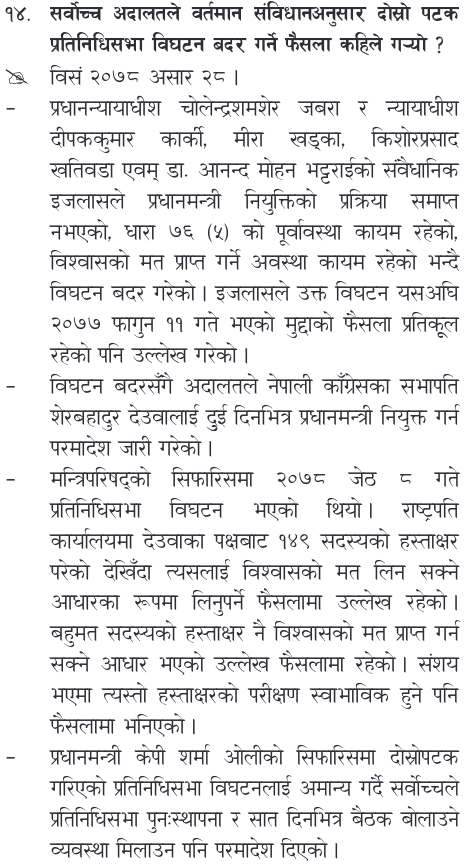 १४. सर्वोच्च अदालतले वर्तमान संविधानअनुसार दोस्रो पटक
प्रतिनिधिसभा विघटन बदर गर्ने फैसला कहिले गऱ्यो ?
विसं २०७८ असार २८ ।
- प्रधानन्यायाधीश चोलेन्द्रशमशेर जबरा र न्यायाधीश
दीपककुमार कार्की, मीरा खड्का, किशोरप्रसाद
खतिवडा एवम् डा. आनन्द मोहन भट्टराईको संवैधानिक
इजलासले प्रधानमन्त्री नियुक्तिको प्रक्रिया समाप्त
नभएको, धारा ७६ (५) को पूर्वावस्था कायम रहेको,
विश्वासको मत प्राप्त गर्ने अवस्था कायम रहेको भन्दै
विघटन बदर गरेको । इजलासले उक्त विघटन यसअघि
२०७७ फागुन ११ गते भएको मुद्दाको फैसला प्रतिकूल
रहेको पनि उल्लेख गरेको ।
- विघटन बदरसँगै अदालतले नेपाली काँग्रेसका सभापति
शेरबहादुर देउवालाई दुई दिनभित्र प्रधानमन्त्री नियुक्त गर्न
परमादेश जारी गरेको ।
- मन्त्रिपरिषद्को सिफारिसमा २०७८ जेठ ८ गते
प्रतिनिधिसभा विघटन भएको थियो । राष्ट्रपति
कार्यालयमा देउवाका पक्षबाट १४९ सदस्यको हस्ताक्षर
परेको देखिँदा त्यसलाई विश्वासको मत लिन सक्ने
आधारका रूपमा लिनुपर्ने फैसलामा उल्लेख रहेको ।
बहुमत सदस्यको हस्ताक्षर नै विश्वासको मत प्राप्त गर्न
सक्ने आधार भएको उल्लेख फैसलामा रहेको । संशय
भएमा त्यस्तो हस्ताक्षरको परीक्षण स्वाभाविक हुने पनि
फैसलामा भनिएको ।
- प्रधानमन्त्री केपी शर्मा ओलीको सिफारिसमा दोस्रोपटक
गरिएको प्रतिनिधिसभा विघटनलाई अमान्य गर्दै सर्वोच्चले
प्रतिनिधिसभा पुनःस्थापना र सात दिनभित्र बैठक बोलाउने
व्यवस्था मिलाउन पनि परमादेश दिएको ।